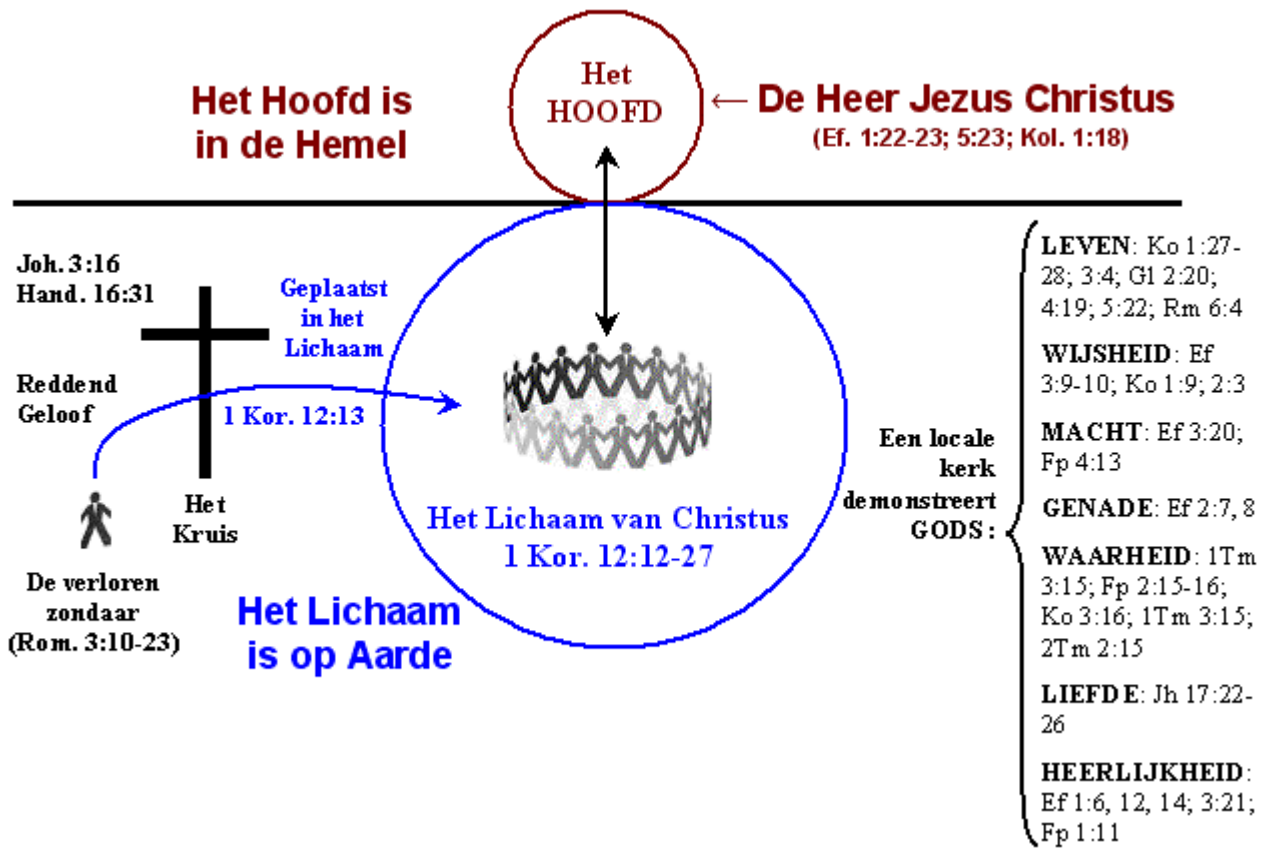 Het Hoofd is
in de Hemel
Het
HOOFD
← De Heer Jezus Christus
(Ef. 1:22-23; 5:23; Kol. 1:18)
Joh. 3:16
Hand. 16:31
Reddend
Geloof
Geplaatst
in het
Lichaam
1 Kor. 12:13
Het
Kruis
De verloren
zondaar
(Rom. 3:10-23)
Het Lichaam van Christus
1 Kor. 12:12-27
Het Lichaam
is op Aarde
Een locale
kerk
demonstreert
GODS:
LEVEN: Ko 1:27-
28; 3:4; Gl 2:20;
4:19; 5:22; Rm 6:4
WIJSHEID: Ef
3:9-10; Ko 1:9; 2:3
MACHT: Ef 3:20;
Fp 4:13
GENADE: Ef 2:7, 8
WAARHEID: 1Tm
3:15; Fp 2:15-16;
Ko 3:16; 1Tm 3:15;
2Tm 2:15
LIEFDE: Jh 17:22-
26
HEERLIJKHEID:
Ef 1:6, 12, 14; 3:21;
Fp 1:11